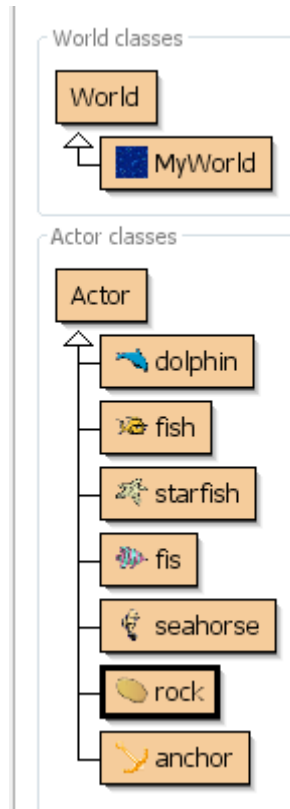 World classes
World
MyWorld
Actor classes
Actor
dolphin
fish
starfish
fis
seahorse
rock
anchor